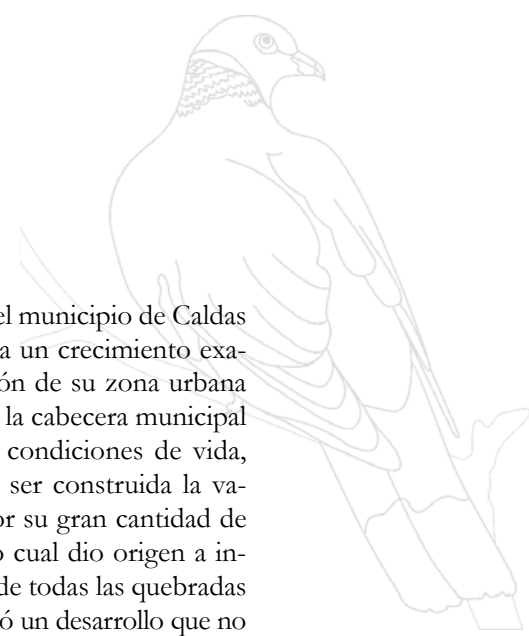 el municipio de Caldas
a un crecimiento exa-
ón de su zona urbana
la cabecera municipal
condiciones de vida,
ser construida la va-
or su gran cantidad de
o cual dio origen a in-
de todas las quebradas
ó un desarrollo que no